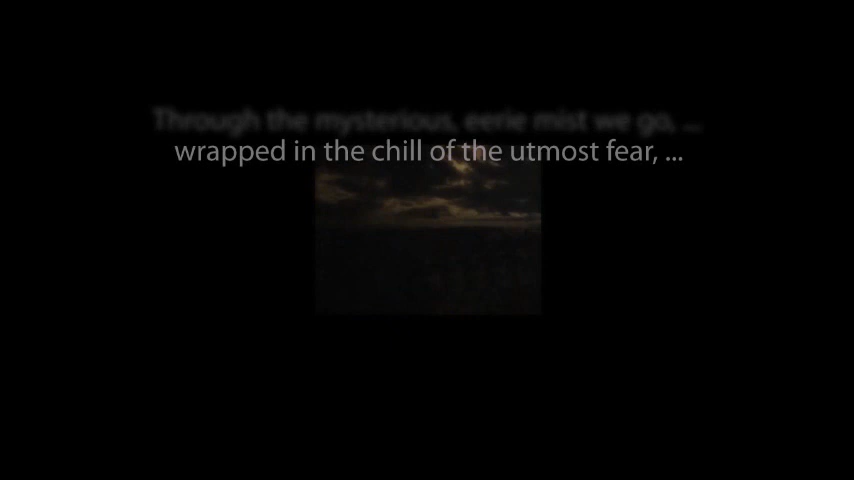 Through the mysterious, eerie mist we go, ...
wrapped in the chill of the utmost fear, ...